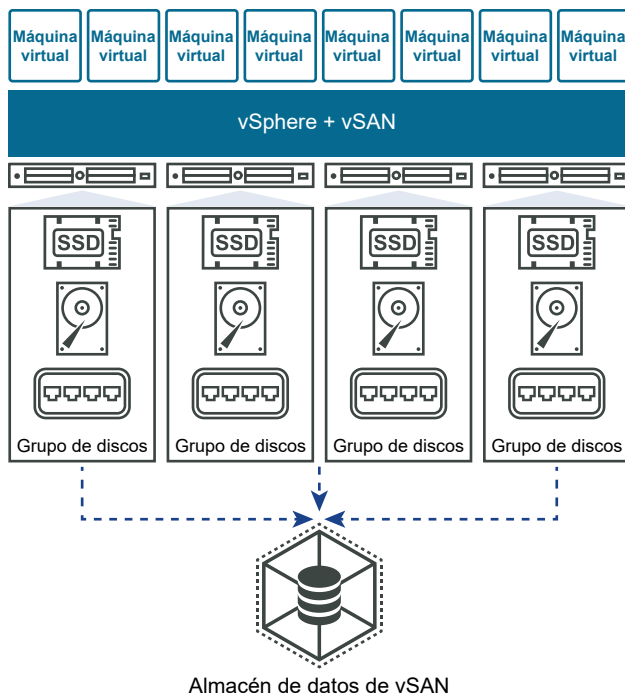 Máquina virtual
Máquina virtual
Máquina virtual
Máquina virtual
Máquina virtual
Máquina virtual
Máquina virtual
Máquina virtual
vSphere + vSAN
SSD
SSD
SSD
SSD
Grupo de discos
Grupo de discos
Grupo de discos
Grupo de discos
Almacén de datos de vSAN